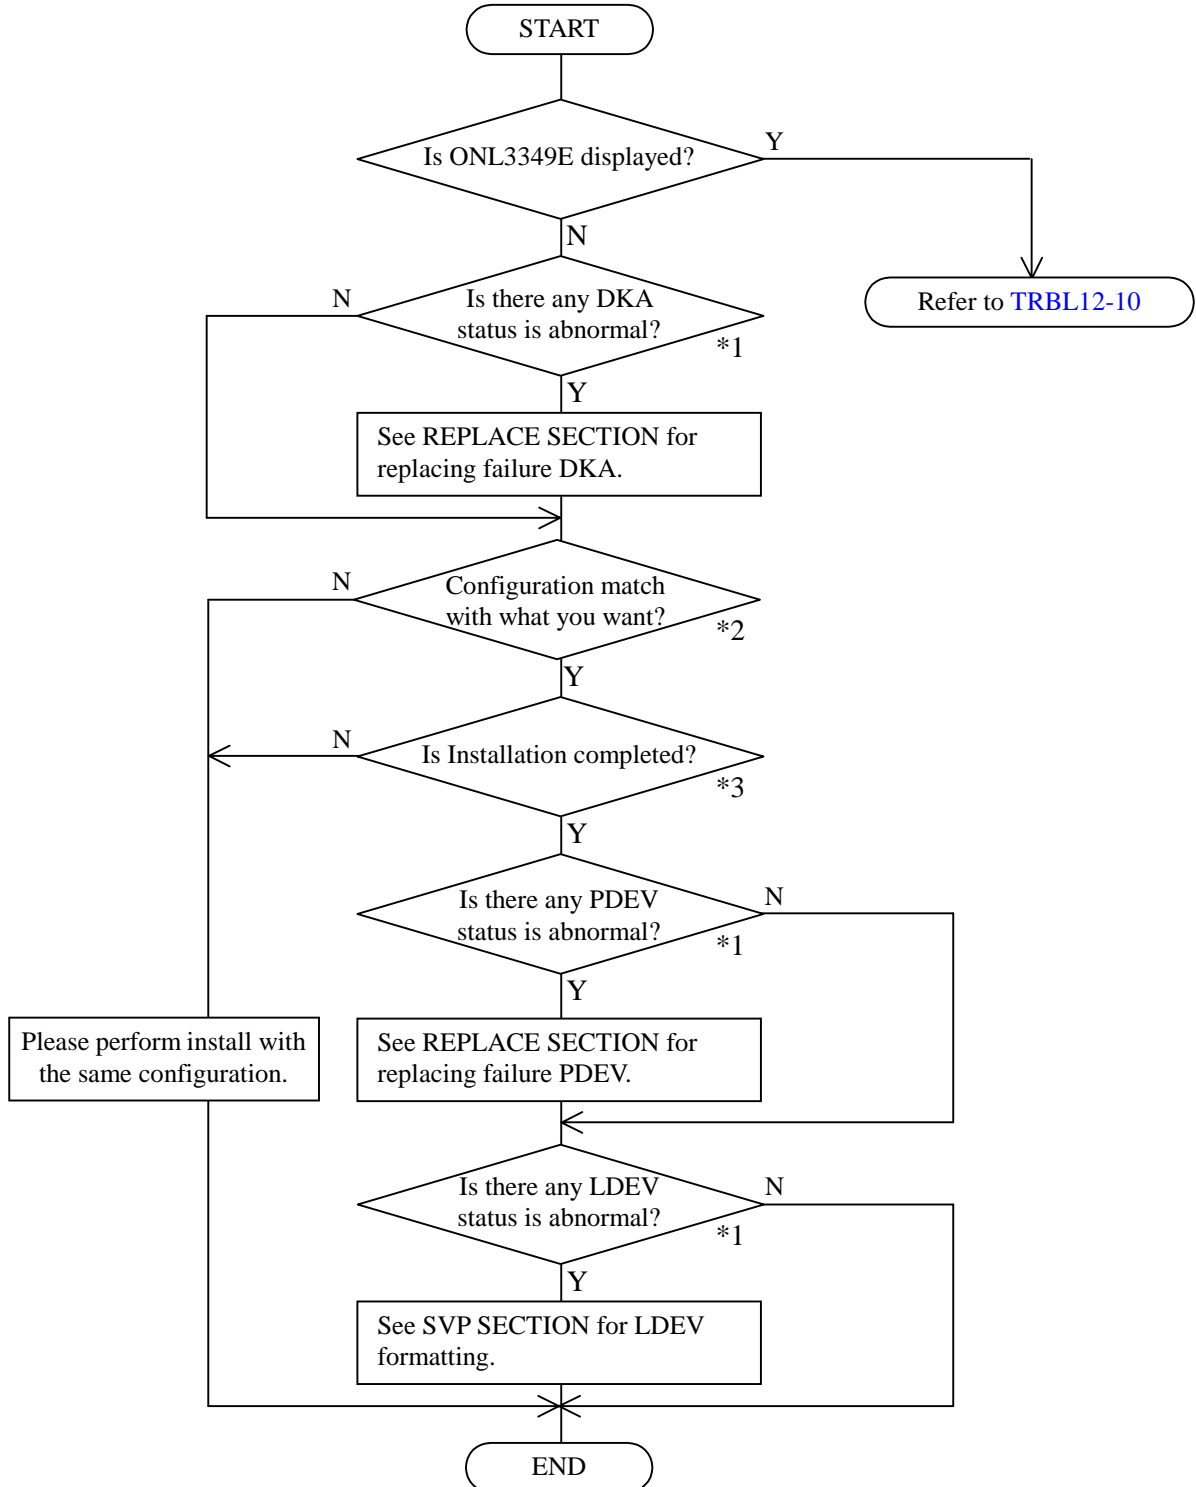 START
Is ONL3349E displayed?
Y
N
Refer to TRBL12-10
N
Is there any DKA
status is abnormal?
*1
Y
See REPLACE SECTION for
replacing failure DKA.
N
Configuration match
with what you want?
*2
Y
N
Is Installation completed?
*3
Y
Is there any PDEV
status is abnormal?
N
*1
Y
Please perform install with
the same configuration.
See REPLACE SECTION for
replacing failure PDEV.
Is there any LDEV
status is abnormal?
N
*1
Y
See SVP SECTION for LDEV
formatting.
END